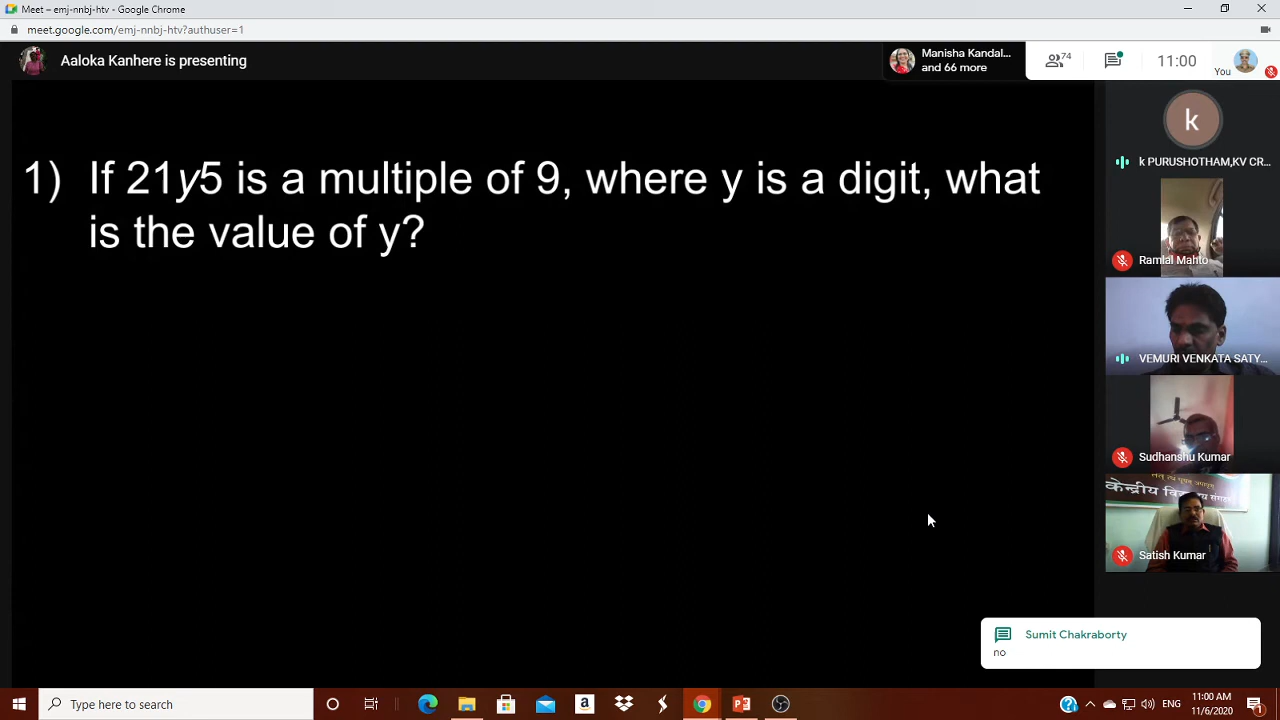 Meet – emj-nnbj-htv - Google Chrome
meet.google.com/emj-nnbj-htv?authuser=1
Aaloka Kanhere is presenting
Manisha Kandal...
and 66 more
74
11:00
You
k
k PURUSHOTHAM,KV CR...
1) If 21y5 is a multiple of 9, where y is a digit, what
is the value of y?
Ramlal Mahto
VEMURI VENKATA SATY...
Sudhanshu Kumar
केन्द्रीय
Satish Kumar
Sumit Chakraborty
no
Type here to search
a
ENG
11:00 AM
11/6/2020
1